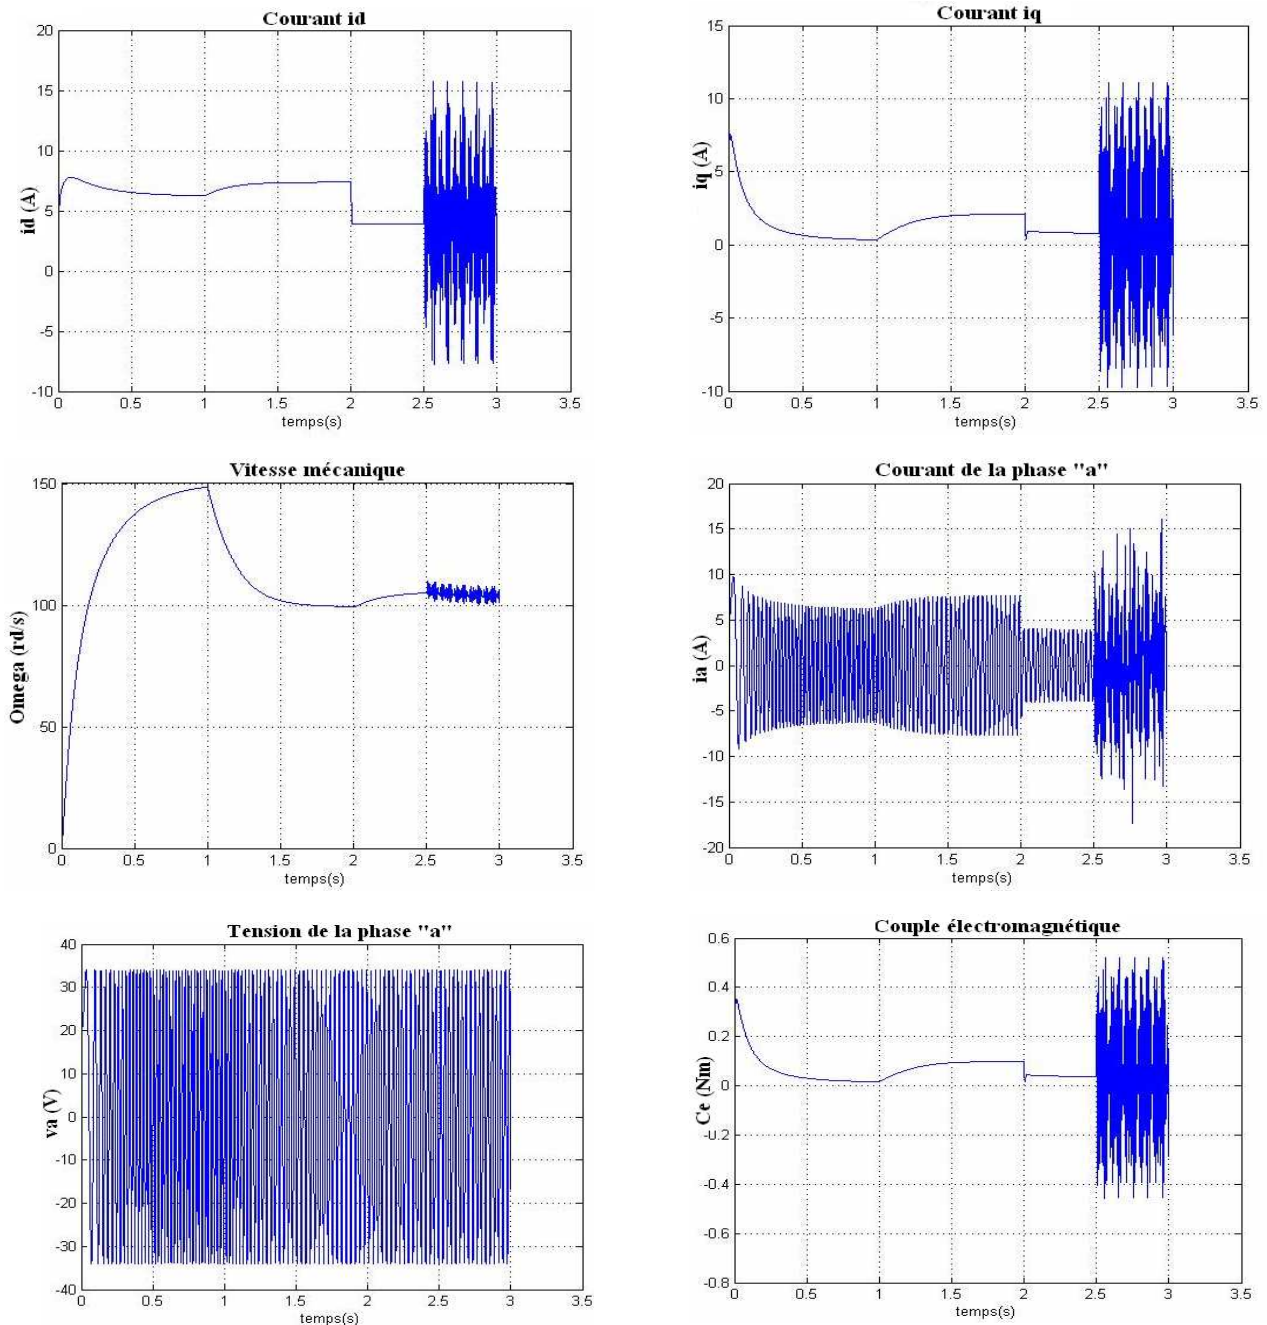 Courant id
20
15
10
5
0
-5
-10
id (A)
0 0.5 1 1.5 2 2.5 3 3.5
temps(s)
Courant iq
15
10
5
0
-5
-10
iq (A)
0 0.5 1 1.5 2 2.5 3 3.5
temps(s)
Vitesse mécanique
150
100
50
0
Omega (rd/s)
0 0.5 1 1.5 2 2.5 3 3.5
temps(s)
Courant de la phase "a"
20
15
10
5
0
-5
-10
-15
-20
ia (A)
0 0.5 1 1.5 2 2.5 3 3.5
temps(s)
Tension de la phase "a"
40
30
20
10
0
-10
-20
-30
-40
va (V)
0 0.5 1 1.5 2 2.5 3 3.5
temps(s)
Couple électromagnétique
0.6
0.4
0.2
0
-0.2
-0.4
-0.6
-0.8
Ce (Nm)
0 0.5 1 1.5 2 2.5 3 3.5
temps(s)